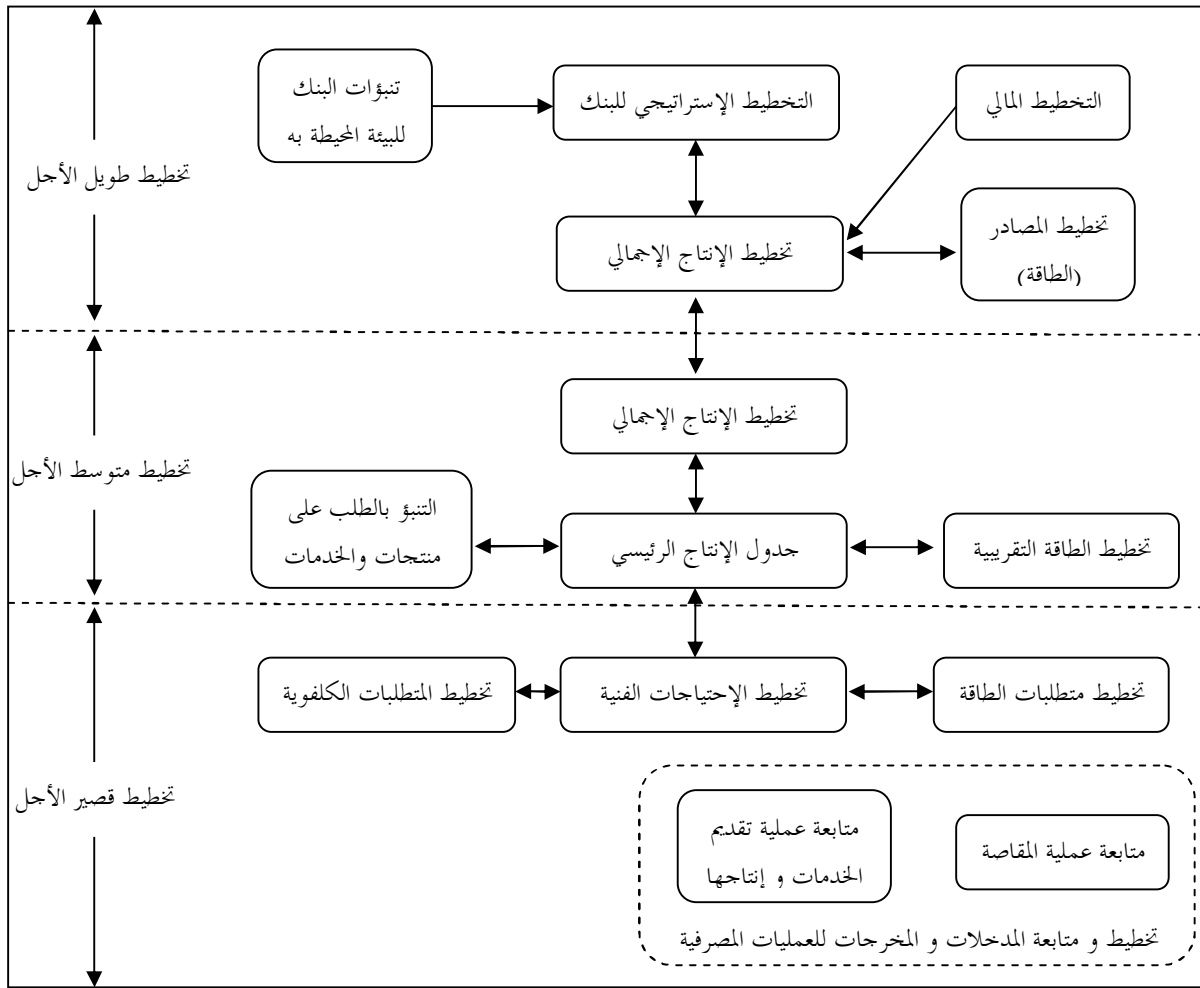 تنبؤات البنك
للبيئة المحيطة به
التخطيط الإستراتيجي للبنك
التخطيط المالي
تخطيط طويل الأجل
تخطيط الإنتاج الإجمالي
تخطيط المصادر
(الطاقة)
تخطيط الإنتاج الإجمالي
تخطيط متوسط الأجل
التنبؤ بالطلب على
منتجات والخدمات
جدول الإنتاج الرئيسي
تخطيط الطاقة التقريبية
تخطيط المتطلبات الكلفوية
تخطيط الإحتياجات الفنية
تخطيط متطلبات الطاقة
تخطيط قصير الأجل
متابعة عملية تقديم
الخدمات و إنتاجها
متابعة عملية المقاصة
تخطيط و متابعة المدخلات و المخرجات للعمليات المصرفية